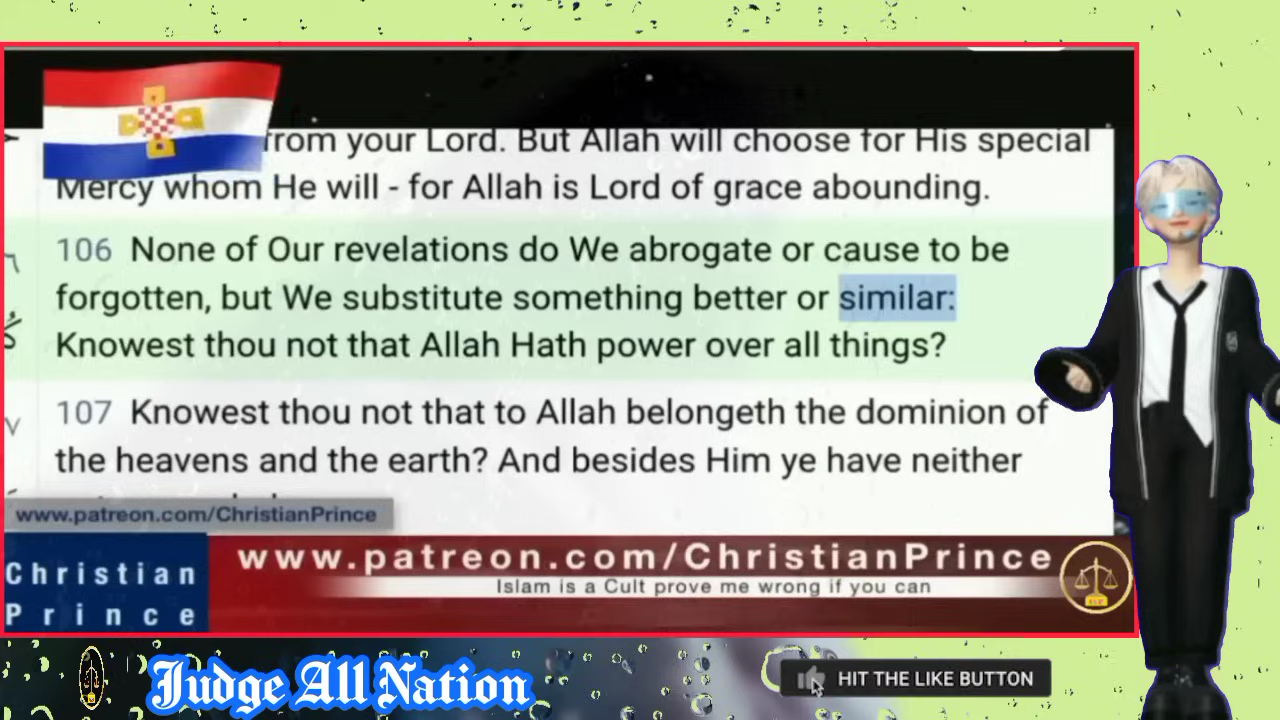 from your Lord. But Allah will choose for His special
Mercy whom He will - for Allah is Lord of grace abounding.
106 None of Our revelations do We abrogate or cause to be
forgotten, but We substitute something better or similar:
Knowest thou not that Allah Hath power over all things?
107 Knowest thou not that to Allah belongeth the dominion of
the heavens and the earth? And besides Him ye have neither
www.patreon.com/ChristianPrince
Christian
Prince
www.patreon.com/ChristianPrince
Islam is a Cult prove me wrong if you can
Judge All Nation
HIT THE LIKE BUTTON